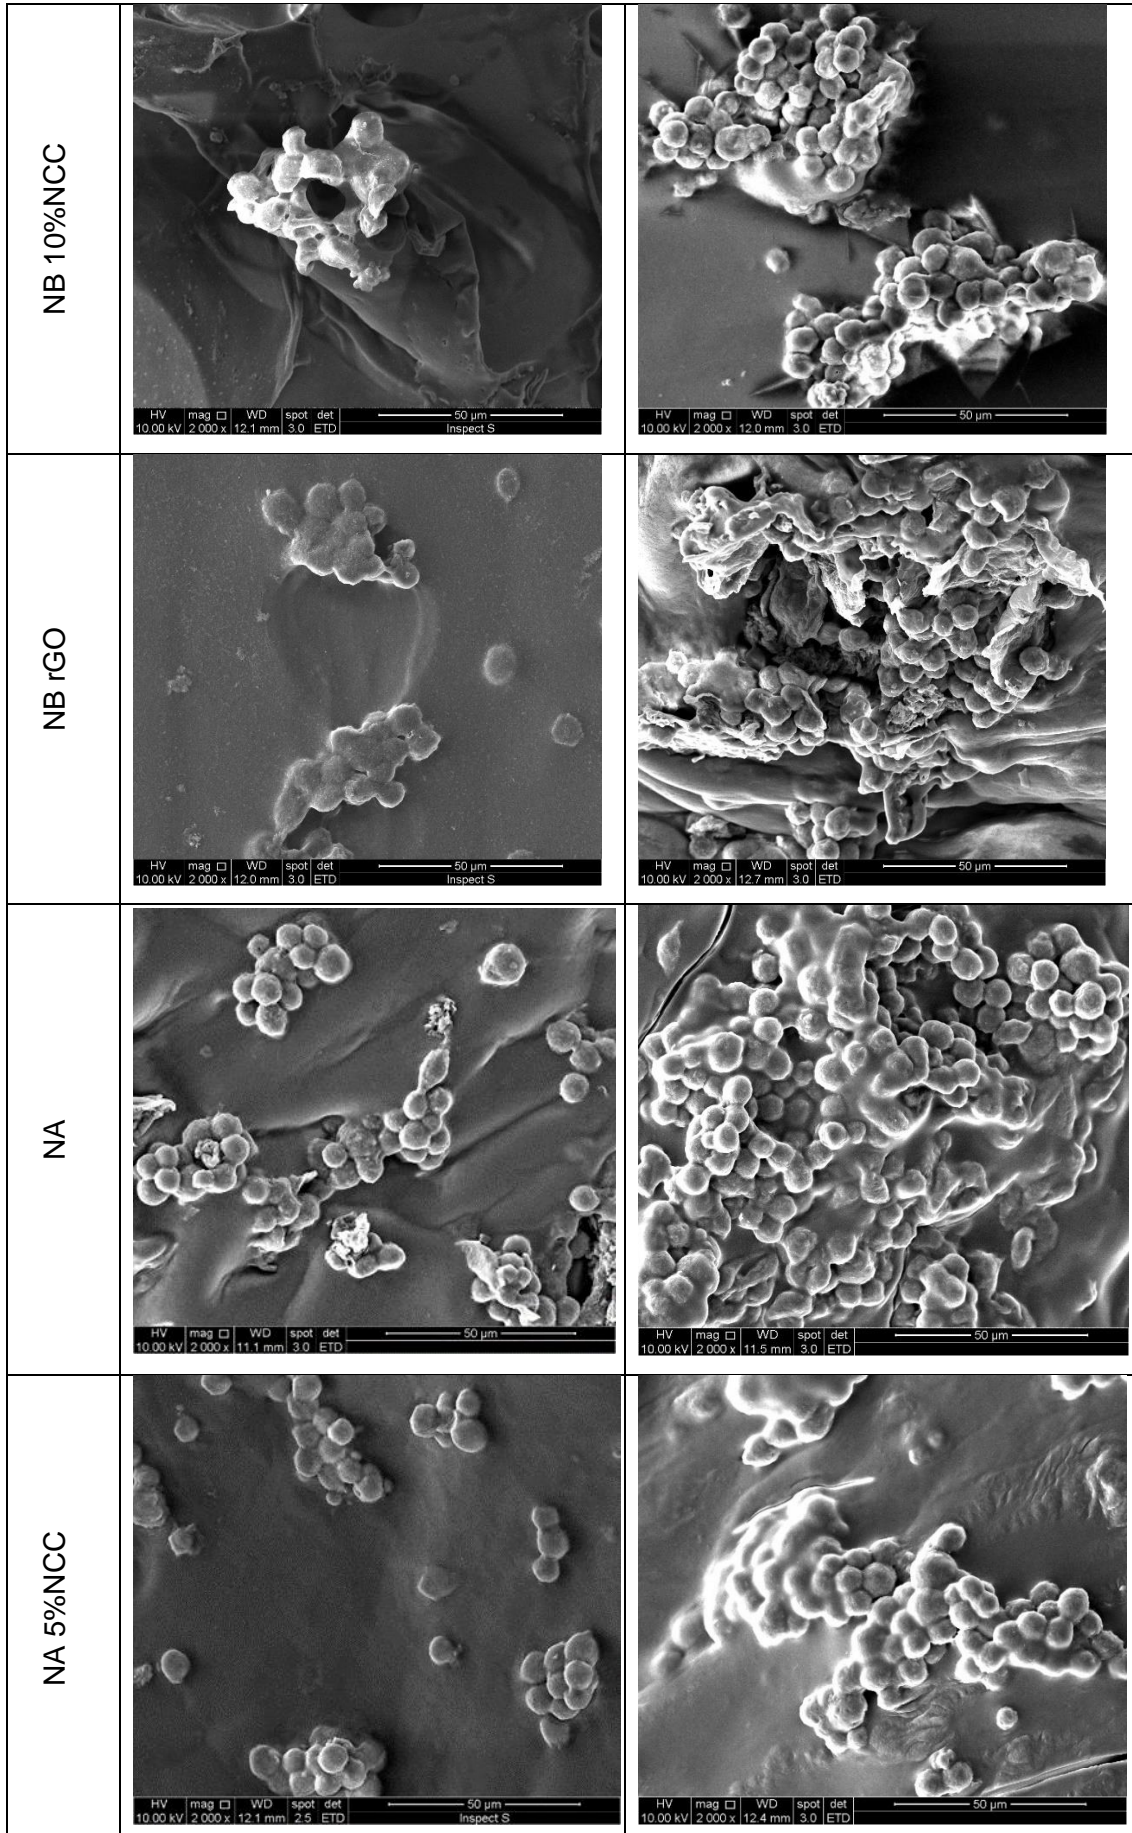 NB 10%NCC
HV mag WD spot det 50 µm
10.00 kV 2 000 x 12.1 mm 3.0 ETD Inspect S
HV mag WD spot det 50 µm
10.00 kV 2 000 x 12.0 mm 3.0 ETD
NB rGO
HV mag WD spot det 50 µm
10.00 kV 2 000 x 12.0 mm 3.0 ETD Inspect S
HV mag WD spot det 50 µm
10.00 kV 2 000 x 12.7 mm 3.0 ETD
NA
HV mag WD spot det 50 µm
10.00 kV 2 000 x 11.1 mm 3.0 ETD
HV mag WD spot det 50 µm
10.00 kV 2 000 x 11.5 mm 3.0 ETD
NA 5%NCC
HV mag WD spot det 50 µm
10.00 kV 2 000 x 12.1 mm 2.5 ETD Inspect S
HV mag WD spot det 50 µm
10.00 kV 2 000 x 12.4 mm 3.0 ETD